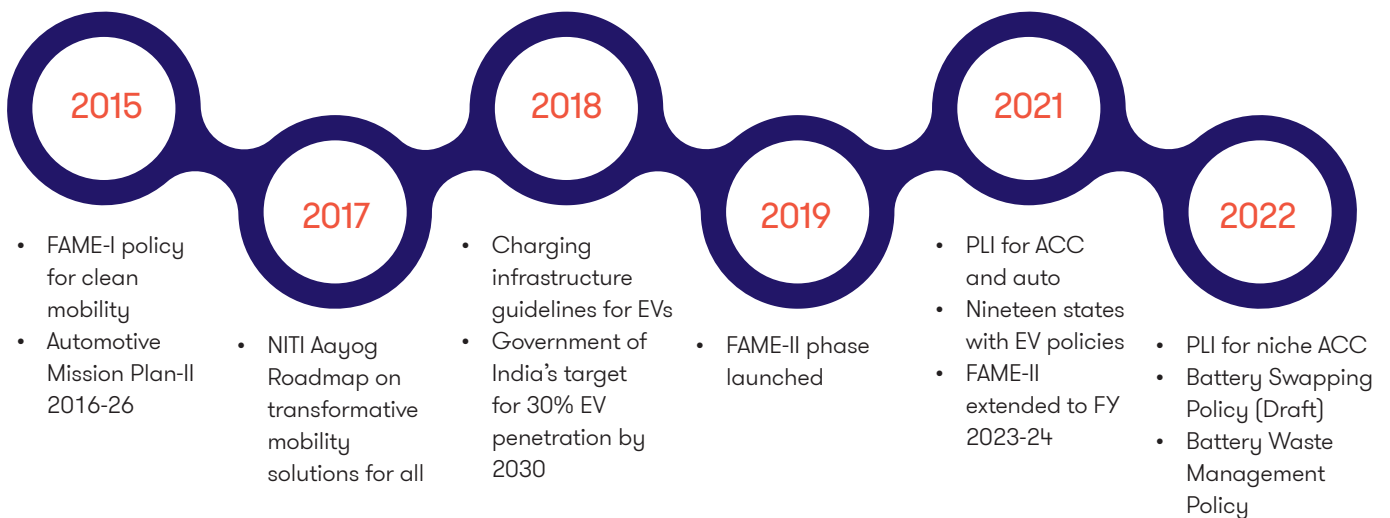 2015
• FAME-I policy
for clean
mobility
• Automotive
Mission Plan-II
2016-26
2017
• NITI Aayog
Roadmap on
transformative
mobility
solutions for all
2018
• Charging
infrastructure
guidelines for EVs
• Government of
India's target
for 30% EV
penetration by
2030
2019
• FAME-II phase
launched
2021
• PLI for ACC
and auto
• Nineteen states
with EV policies
• FAME-II
extended to FY
2023-24
2022
• PLI for niche ACC
• Battery Swapping
Policy (Draft)
• Battery Waste
Management
Policy